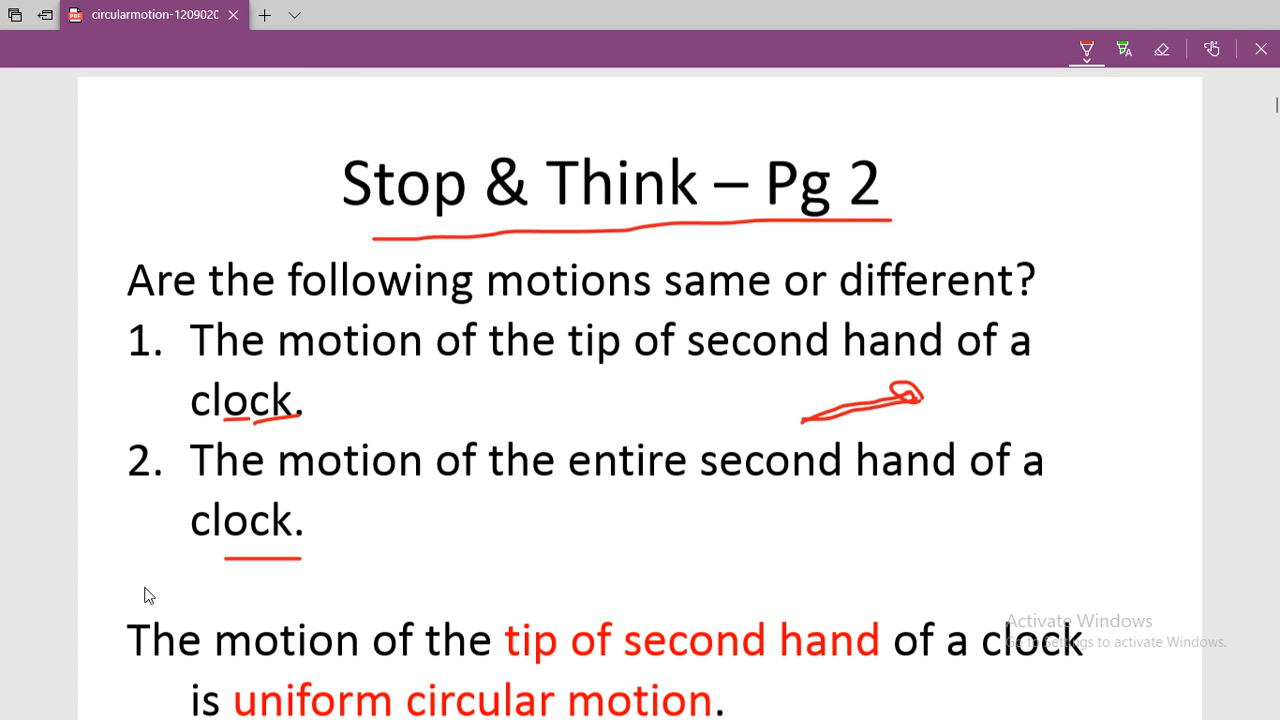 circularmotion-1209020
Stop & Think – Pg 2
Are the following motions same or different?
1. The motion of the tip of second hand of a
clock.
2. The motion of the entire second hand of a
clock.
The motion of the tip of second hand of a clock
is uniform circular motion.
Activate Windows
Go to Settings to activate Windows.